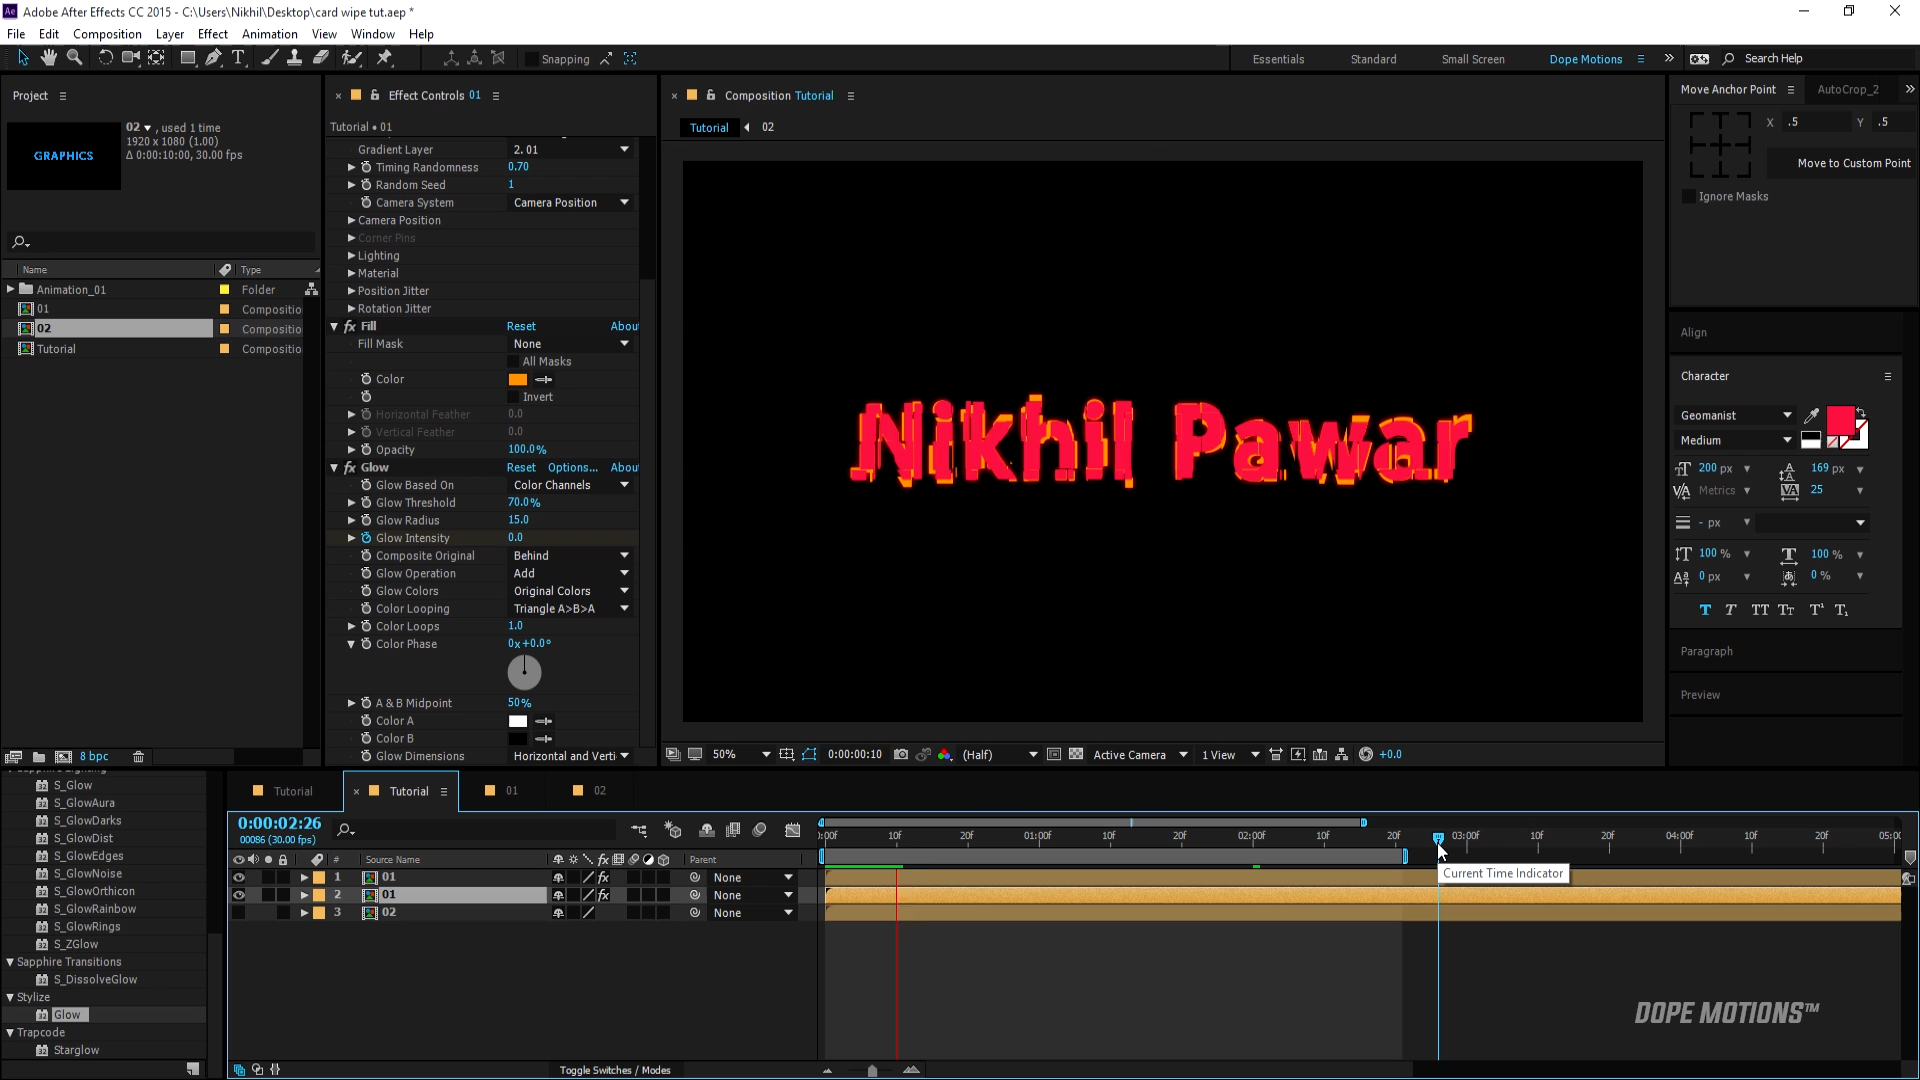 Adobe After Effects CC 2015 - C:\Users\Nikhil\Desktop\card wipe tut.aep *
File Edit Composition Layer Effect Animation View Window Help
Snapping
Essentials Standard Small Screen Dope Motions Search Help
Project
02 , used 1 time
1920 x 1080 (1.00)
Δ 0:00:10:00, 30.00 fps
GRAPHICS
Name Type
Animation_01 Folder
01 Compositio
02 Compositio
Tutorial Compositio
8 bpc
Effect Controls 01
Tutorial • 01
Gradient Layer 2. 01
Timing Randomness 0.70
Random Seed 1
Camera System Camera Position
Camera Position
Corner Pins
Lighting
Material
Position Jitter
Rotation Jitter
fx Fill Reset Abou
Fill Mask None
All Masks
Color
Invert
Horizontal Feather 0.0
Vertical Feather 0.0
Opacity 100.0%
fx Glow Reset Options... Abou
Glow Based On Color Channels
Glow Threshold 70.0%
Glow Radius 15.0
Glow Intensity 0.0
Composite Original Behind
Glow Operation Add
Glow Colors Original Colors
Color Looping Triangle A>B>A
Color Loops 1.0
Color Phase 0x+0.0°
A & B Midpoint 50%
Color A
Color B
Glow Dimensions Horizontal and Verti
Composition Tutorial
Tutorial 02
Nikhil Pawar
50% 0:00:00:10 (Half) Active Camera 1 View +0.0
Move Anchor Point AutoCrop_2
X .5 Y .5
Move to Custom Point
Ignore Masks
Align
Character
Geomanist
Medium
200 px 169 px
Metrics 25
- px
100 % 100 %
0 px 0 %
Paragraph
Preview
S_Glow
S_GlowAura
S_GlowDarks
S_GlowDist
S_GlowEdges
S_GlowNoise
S_GlowOrthicon
S_GlowRainbow
S_GlowRings
S_ZGlow
Sapphire Transitions
S_DissolveGlow
Stylize
Glow
Trapcode
Starglow
Tutorial Tutorial 01 02
0:00:02:26
00086 (30.00 fps)
# Source Name Parent
1 01 None
2 01 None
3 02 None
Toggle Switches / Modes
:00f 10f 20f 01:00f 10f 20f 02:00f 10f 20f 03:00f 10f 20f 04:00f 10f 20f 05:0
Current Time Indicator
DOPE MOTIONS™